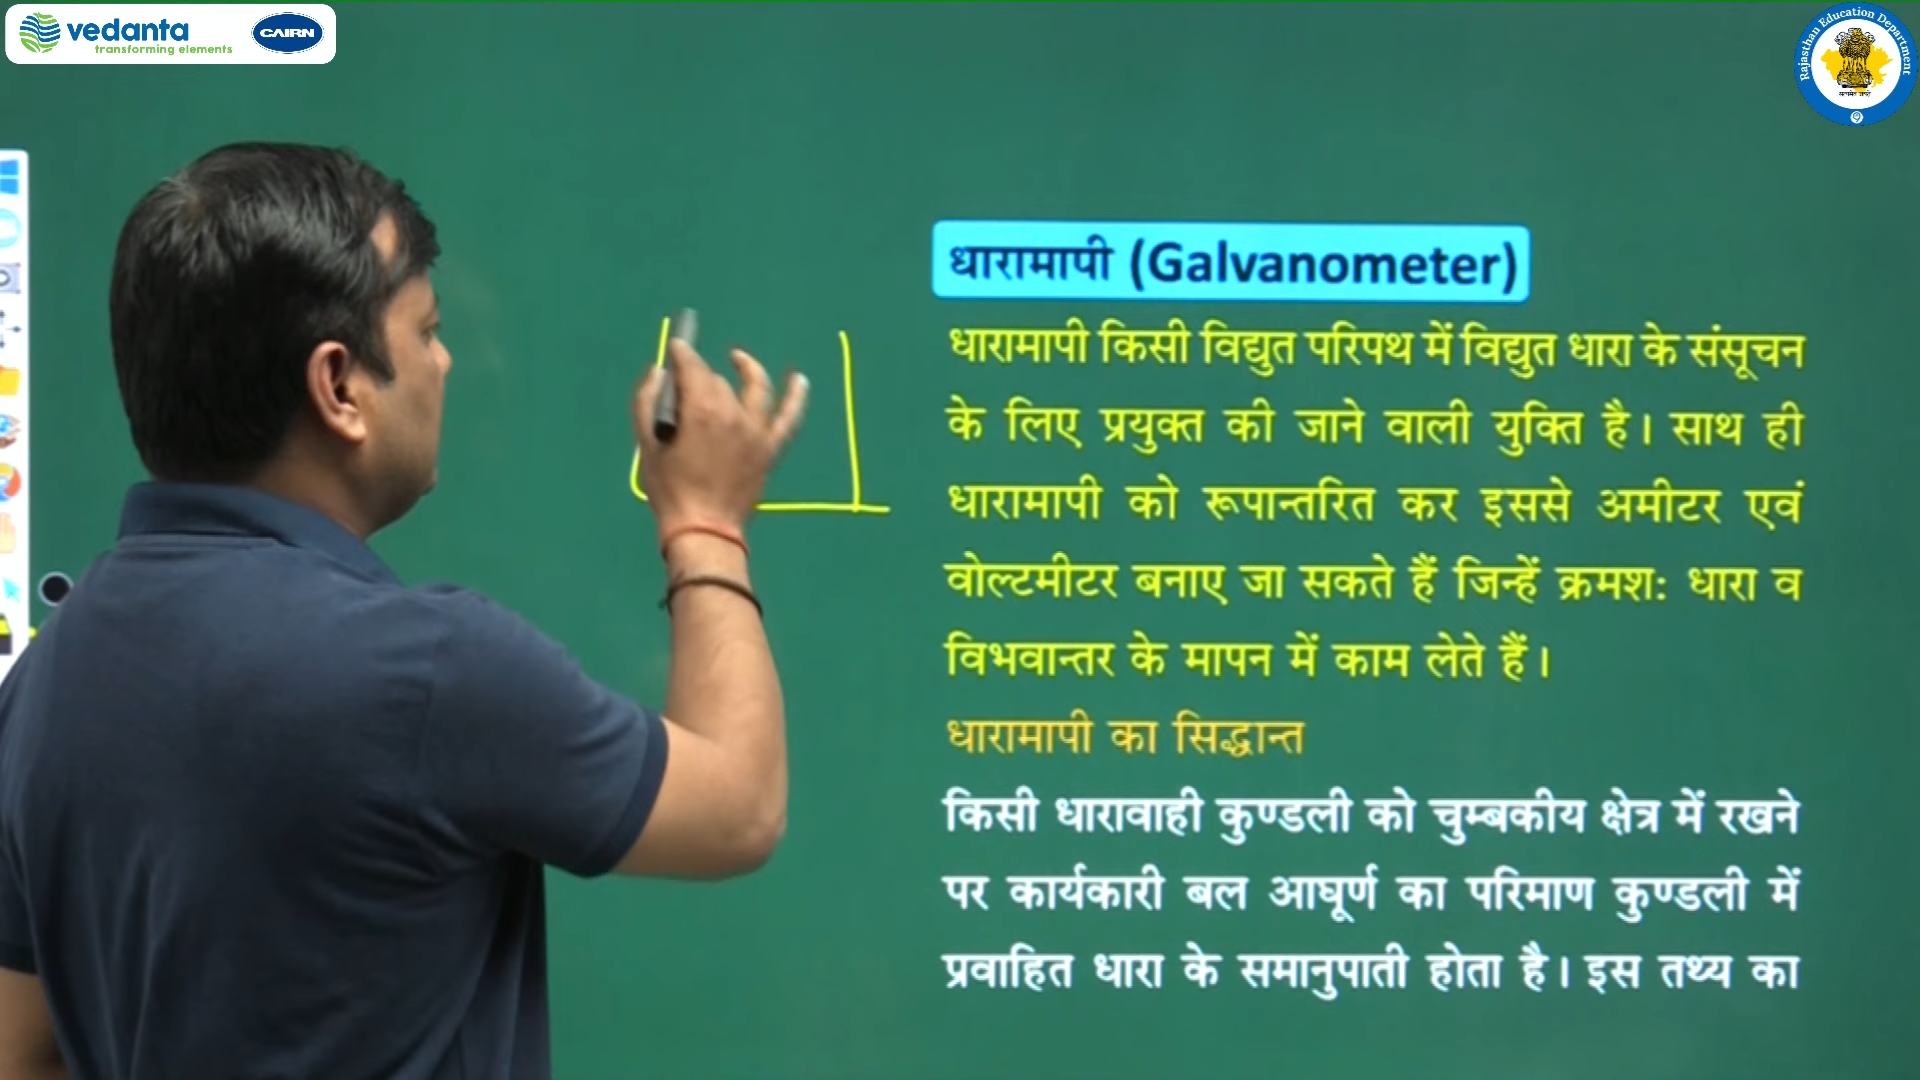 vedanta
transforming elements
CAIRN
Rajasthan Education Department
धारामापी (Galvanometer)
धारामापी किसी विद्युत परिपथ में विद्युत धारा के संसूचन
के लिए प्रयुक्त की जाने वाली युक्ति है। साथ ही
धारामापी को रूपान्तरित कर इससे अमीटर एवं
वोल्टमीटर बनाए जा सकते हैं जिन्हें क्रमश: धारा व
विभवान्तर के मापन में काम लेते हैं।
धारामापी का सिद्धान्त
किसी धारावाही कुण्डली को चुम्बकीय क्षेत्र में रखने
पर कार्यकारी बल आघूर्ण का परिमाण कुण्डली में
प्रवाहित धारा के समानुपाती होता है। इस तथ्य का